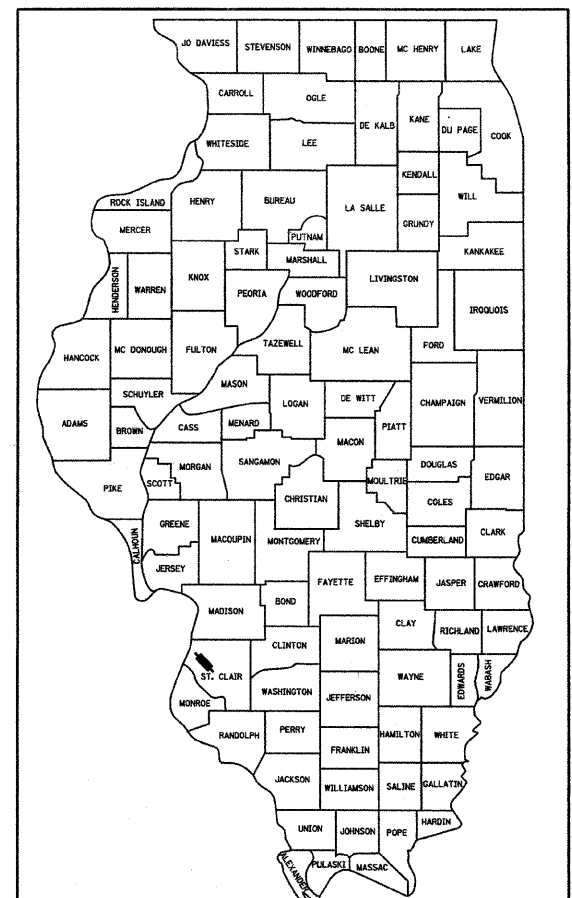 JO DAVIESS
STEVENSON
WINNEBAGO
BOONE
MC HENRY
LAKE
CARROLL
OGLE
DE KALB
KANE
DU PAGE
COOK
WHITESIDE
LEE
KENDALL
WILL
ROCK ISLAND
HENRY
BUREAU
LA SALLE
GRUNDY
MERCER
PUTNAM
STARK
MARSHALL
KANKAKEE
HENDERSON
WARREN
KNOX
PEORIA
WOODFORD
LIVINGSTON
IROQUOIS
HANCOCK
MC DONOUGH
FULTON
TAZEWELL
MC LEAN
FORD
SCHUYLER
MASON
LOGAN
DE WITT
CHAMPAIGN
VERMILION
ADAMS
BROWN
CASS
MENARD
MACON
PIATT
PIKE
SCOTT
MORGAN
SANGAMON
CHRISTIAN
MOULTRIE
DOUGLAS
EDGAR
COLES
CALHOUN
GREENE
MACOUPIN
MONTGOMERY
SHELBY
CUMBERLAND
CLARK
JERSEY
FAYETTE
EFFINGHAM
JASPER
CRAWFORD
MADISON
BOND
CLAY
RICHLAND
LAWRENCE
CLINTON
MARION
ST. CLAIR
WAYNE
EDWARDS
WABASH
WASHINGTON
JEFFERSON
MONROE
RANDOLPH
PERRY
HAMILTON
WHITE
FRANKLIN
JACKSON
WILLIAMSON
SALINE
GALLATIN
UNION
JOHNSON
POPE
HARDIN
ALEXANDER
PULASKI
MASSAC